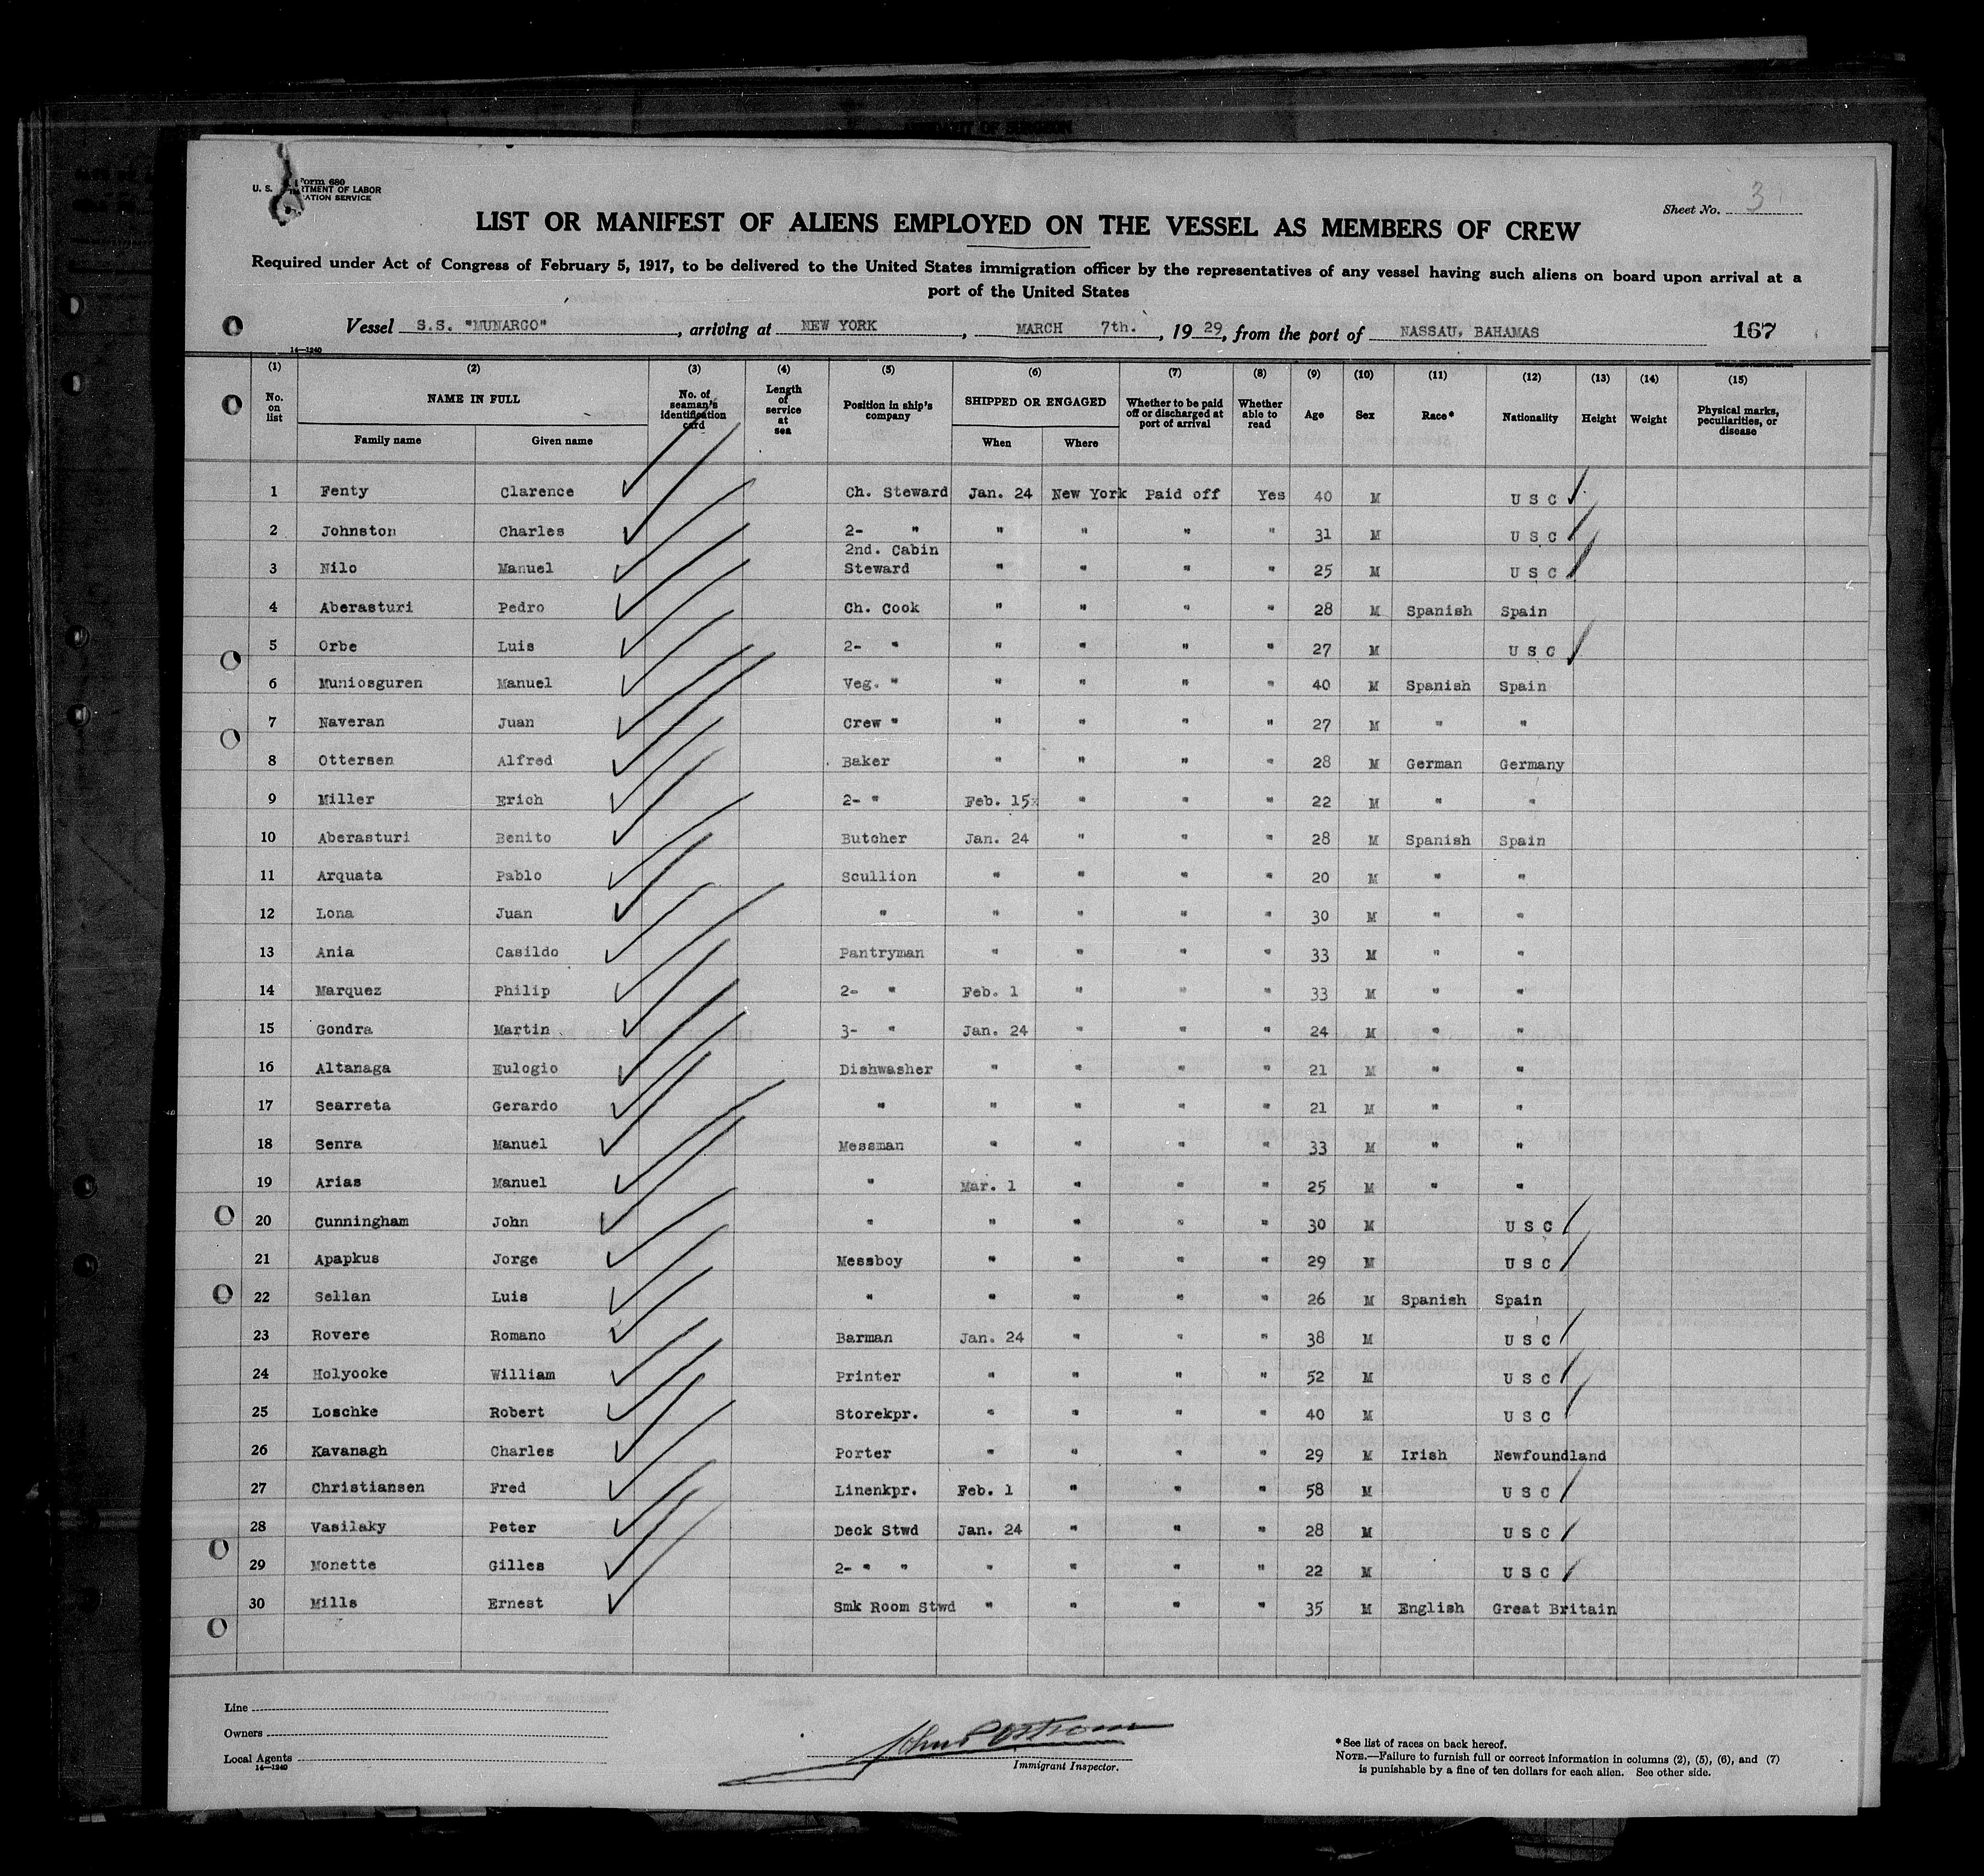 Form 680
U. S. RTMENT OF LABOR
ATION SERVICE
Sheet No. 3
LIST OR MANIFEST OF ALIENS EMPLOYED ON THE VESSEL AS MEMBERS OF CREW
Required under Act of Congress of February 5, 1917, to be delivered to the United States immigration officer by the representatives of any vessel having such aliens on board upon arrival at a
port of the United States
Vessel S.S. "MUNARGO", arriving at NEW YORK, MARCH 7th., 1929, from the port of NASSAU, BAHAMAS 167
14—1240
(1) (2) (3) (4) (5) (6) (7) (8) (9) (10) (11) (12) (13) (14) (15)
No. on list NAME IN FULL No. of seaman's identification card Length of service at sea Position in ship's company SHIPPED OR ENGAGED Whether to be paid off or discharged at port of arrival Whether able to read Age Sex Race* Nationality Height Weight Physical marks, peculiarities, or disease
Family name Given name When Where
1 Fenty Clarence Ch. Steward Jan. 24 New York Paid off Yes 40 M U S C
2 Johnston Charles 2- " " " " " 31 M U S C
3 Nilo Manuel 2nd. Cabin Steward " " " " 25 M U S C
4 Aberasturi Pedro Ch. Cook " " " " 28 M Spanish Spain
5 Orbe Luis 2- " " " " " 27 M U S C
6 Muniosguren Manuel Veg. " " " " " 40 M Spanish Spain
7 Naveran Juan Crew " " " " " 27 M " "
8 Ottersen Alfred Baker " " " " 28 M German Germany
9 Miller Erich 2- " Feb. 15x " " " 22 M " "
10 Aberasturi Benito Butcher Jan. 24 " " " 28 M Spanish Spain
11 Arquata Pablo Scullion " " " " 20 M " "
12 Lona Juan " " " " " 30 M " "
13 Ania Casildo Pantryman " " " " 33 M " "
14 Marquez Philip 2- " Feb. 1 " " " 33 M " "
15 Gondra Martin 3- " Jan. 24 " " " 24 M " "
16 Altanaga Eulogio Dishwasher " " " " 21 M " "
17 Searreta Gerardo " " " " " 21 M " "
18 Senra Manuel Messman " " " " 33 M " "
19 Arias Manuel " Mar. 1 " " " 25 M " "
20 Cunningham John " " " " " 30 M U S C
21 Apapkus Jorge Messboy " " " " 29 M U S C
22 Sellan Luis " " " " " 26 M Spanish Spain
23 Rovere Romano Barman Jan. 24 " " " 38 M U S C
24 Holyooke William Printer " " " " 52 M U S C
25 Loschke Robert Storekpr. " " " " 40 M U S C
26 Kavanagh Charles Porter " " " " 29 M Irish Newfoundland
27 Christiansen Fred Linenkpr. Feb. 1 " " " 58 M U S C
28 Vasilaky Peter Deck Stwd Jan. 24 " " " 28 M U S C
29 Monette Gilles 2- " " " " " " 22 M U S C
30 Mills Ernest Smk Room Stwd " " " " 35 M English Great Britain
Line
Owners
Local Agents
14—1240
Immigrant Inspector.
*See list of races on back hereof.
NOTE.—Failure to furnish full or correct information in columns (2), (5), (6), and (7)
is punishable by a fine of ten dollars for each alien. See other side.